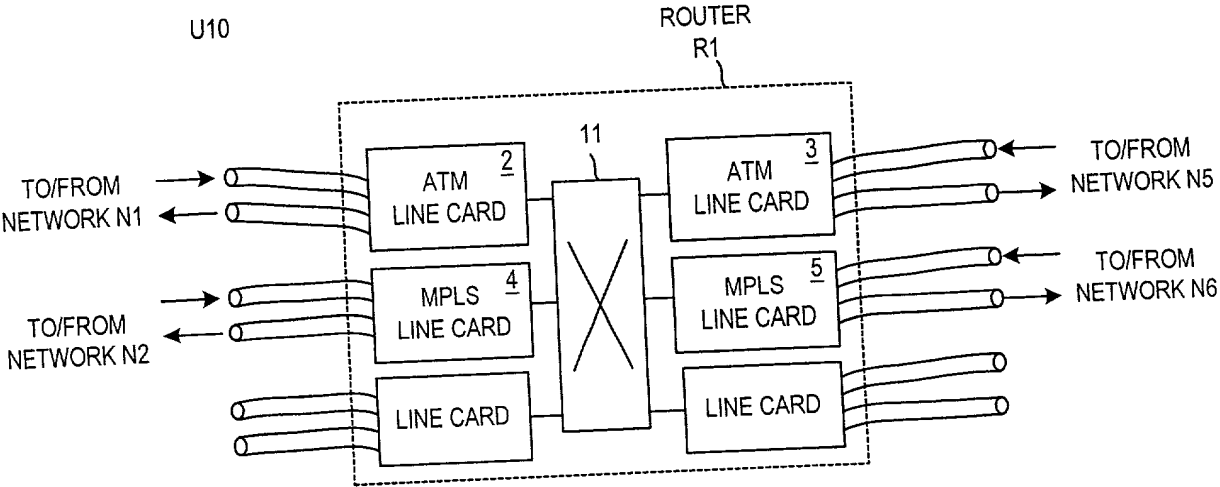 U10
ROUTER
R1
11
2
ATM
LINE CARD
3
ATM
LINE CARD
TO/FROM
NETWORK N1
TO/FROM
NETWORK N5
4
MPLS
LINE CARD
5
MPLS
LINE CARD
TO/FROM
NETWORK N2
TO/FROM
NETWORK N6
LINE CARD
LINE CARD